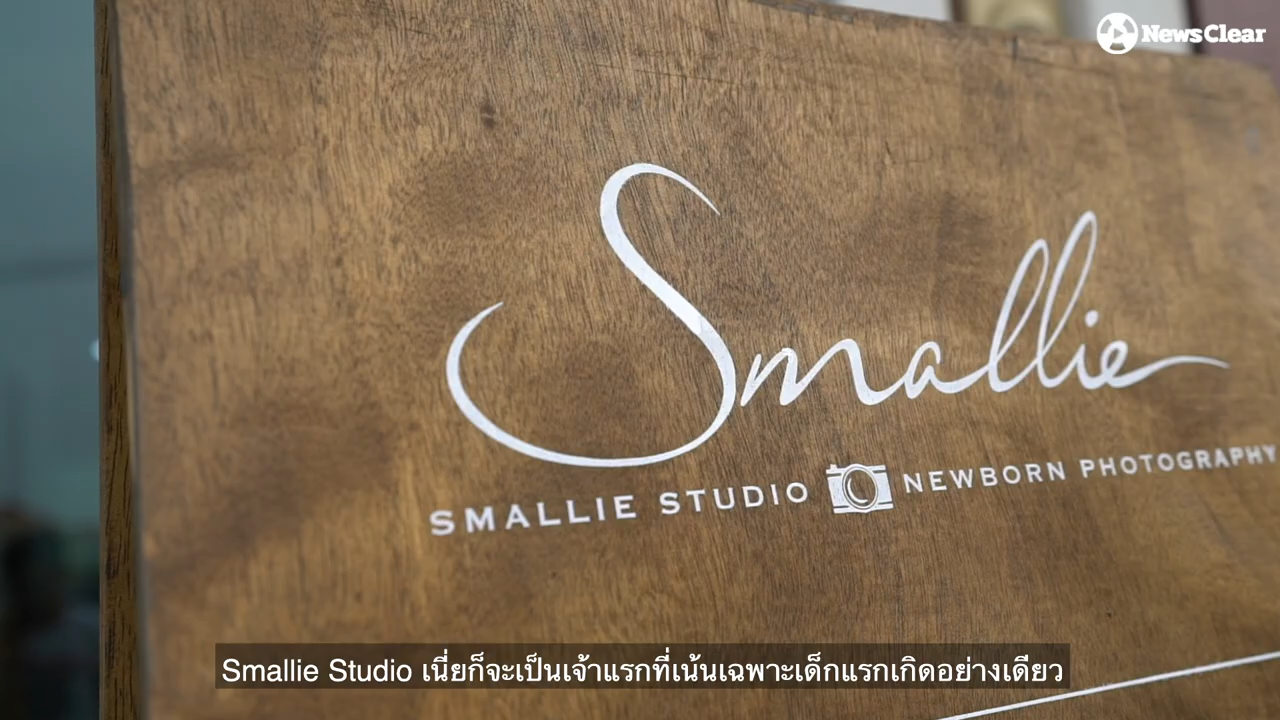 News Clear
Smallie
SMALLIE STUDIO NEWBORN PHOTOGRAPHY
Smallie Studio เนี่ยก็จะเป็นเจ้าแรกที่เน้นเฉพาะเด็กแรกเกิดอย่างเดียว